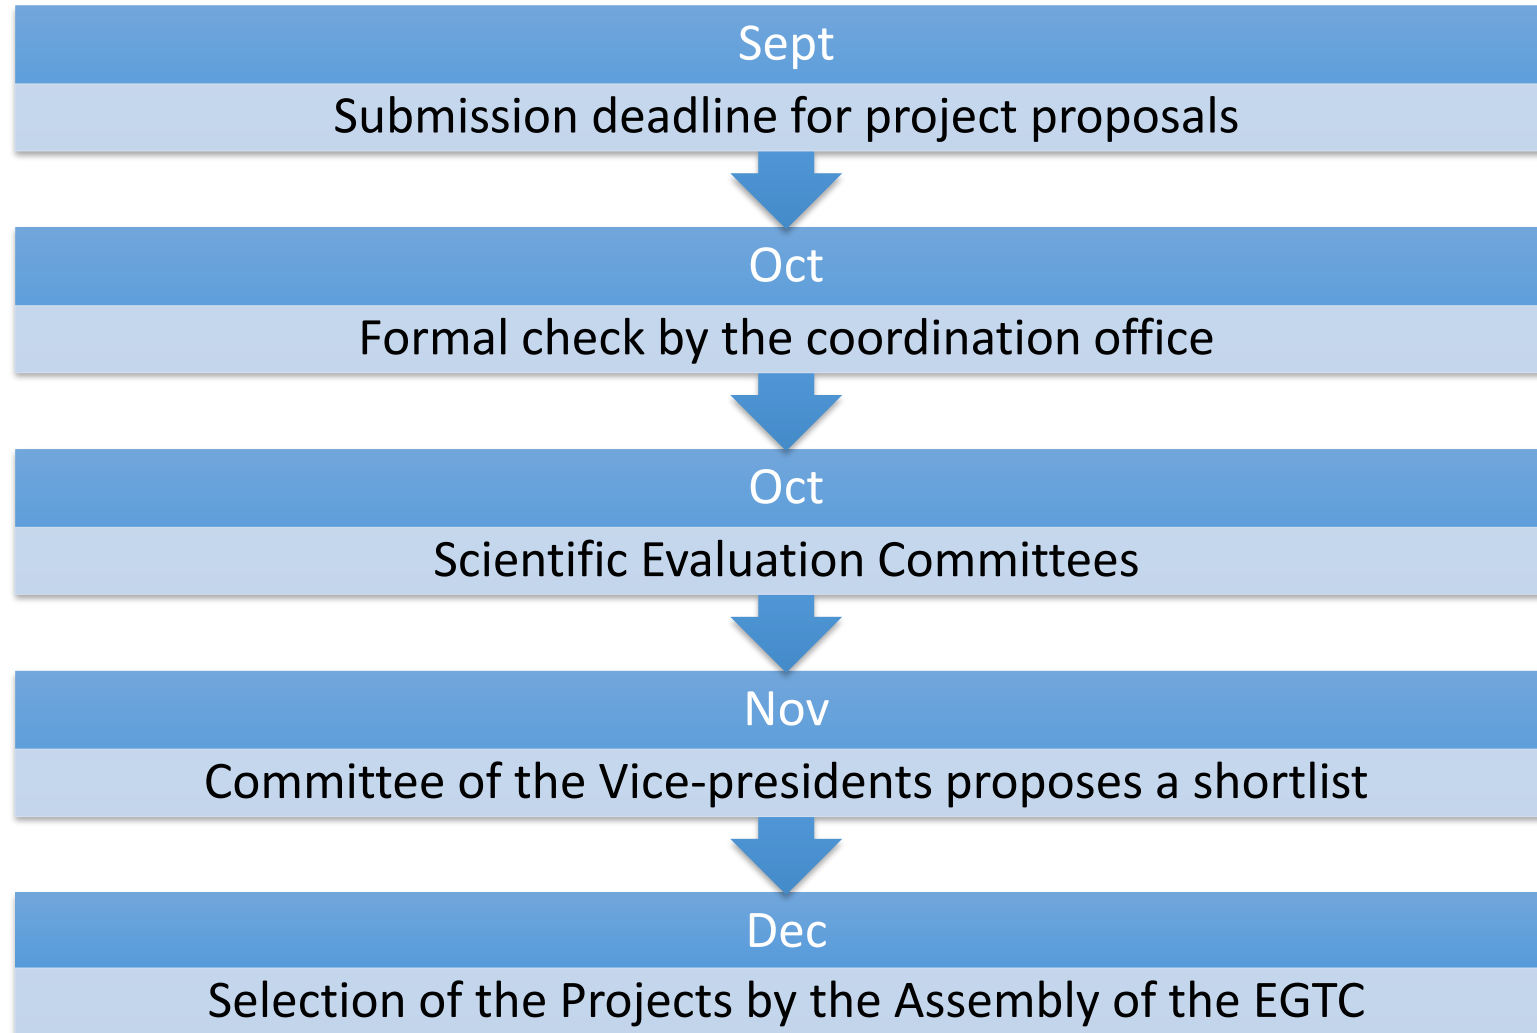 Sept
Submission deadline for project proposals
Oct
Formal check by the coordination office
Oct
Scientific Evaluation Committees
Nov
Committee of the Vice-presidents proposes a shortlist
Dec
Selection of the Projects by the Assembly of the EGTC